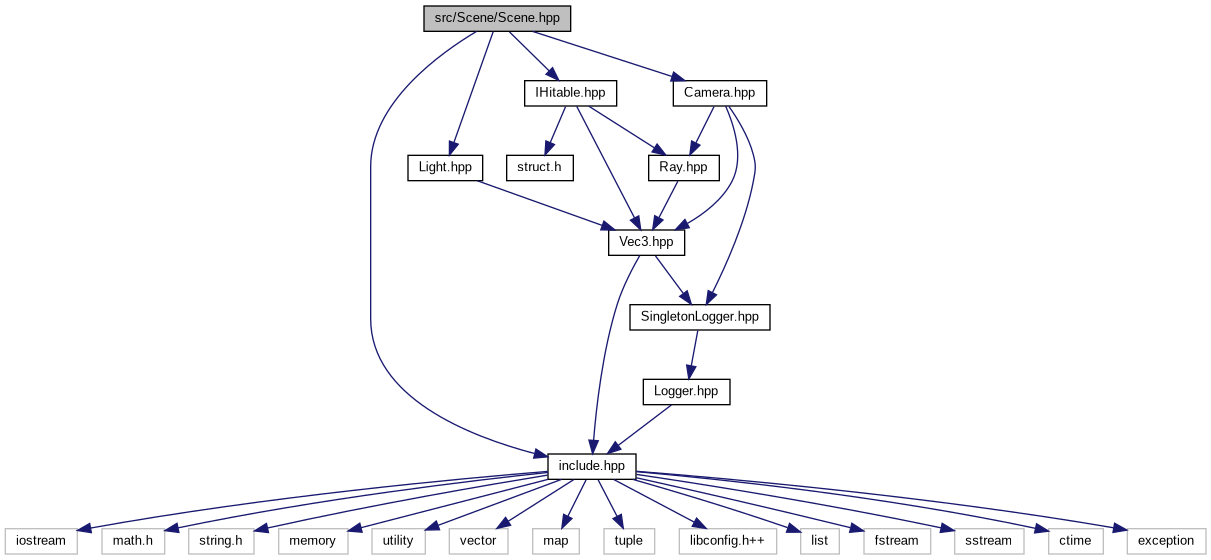 src/Scene/Scene.hpp
IHitable.hpp
Camera.hpp
Light.hpp
struct.h
Ray.hpp
Vec3.hpp
SingletonLogger.hpp
Logger.hpp
include.hpp
iostream
math.h
string.h
memory
utility
vector
map
tuple
libconfig.h++
list
fstream
sstream
ctime
exception